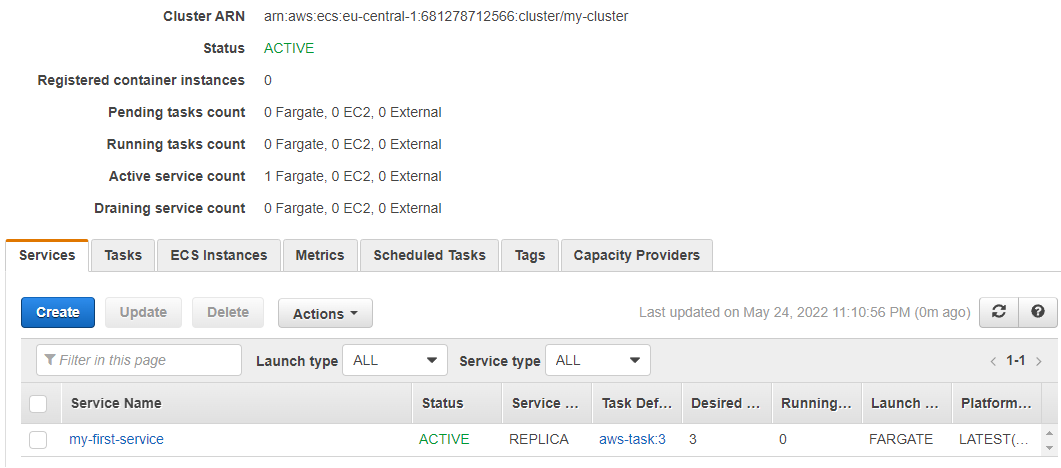 Cluster ARN arn:aws:ecs:eu-central-1:681278712566:cluster/my-cluster
Status ACTIVE
Registered container instances 0
Pending tasks count 0 Fargate, 0 EC2, 0 External
Running tasks count 0 Fargate, 0 EC2, 0 External
Active service count 1 Fargate, 0 EC2, 0 External
Draining service count 0 Fargate, 0 EC2, 0 External
Services Tasks ECS Instances Metrics Scheduled Tasks Tags Capacity Providers
Create Update Delete Actions Last updated on May 24, 2022 11:10:56 PM (0m ago)
Filter in this page Launch type ALL Service type ALL < 1-1 >
Service Name Status Service ... Task Def... Desired ... Running... Launch ... Platform...
my-first-service ACTIVE REPLICA aws-task:3 3 0 FARGATE LATEST(...